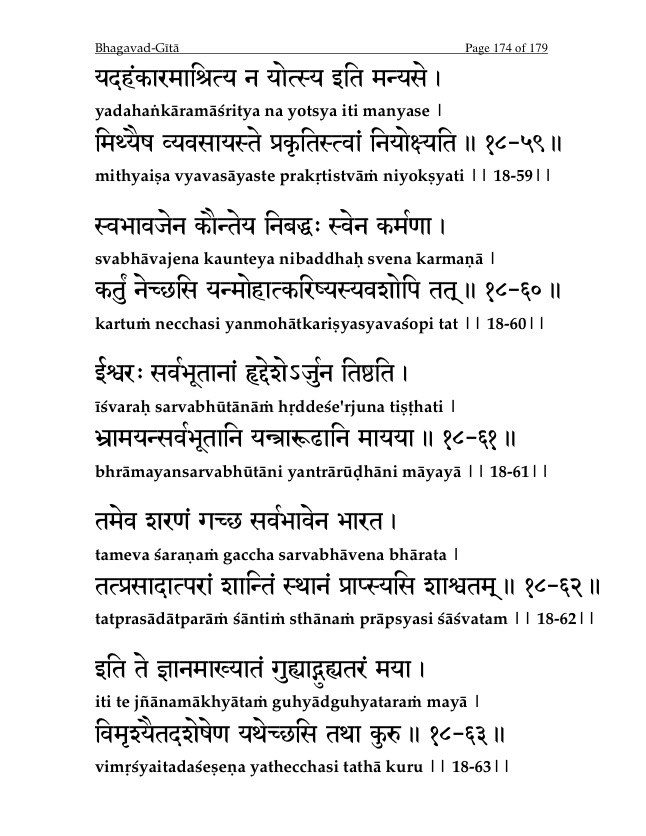 Bhagavad-Gītā Page 174 of 179
यदहंकारमाश्रित्य न योत्स्य इति मन्यसे ।
yadahaṅkāramāśritya na yotsya iti manyase |
मिथ्यैष व्यवसायस्ते प्रकृतिस्त्वां नियोक्ष्यति ॥ १८-५९॥
mithyaiṣa vyavasāyaste prakṛtistvāṁ niyokṣyati || 18-59||
स्वभावजेन कौन्तेय निबद्धः स्वेन कर्मणा ।
svabhāvajena kaunteya nibaddhaḥ svena karmaṇā |
कर्तुं नेच्छसि यन्मोहात्करिष्यस्यवशोपि तत् ॥ १८-६०॥
kartuṁ necchasi yanmohātkariṣyasyavaśopi tat || 18-60||
ईश्वरः सर्वभूतानां हृद्देशेऽर्जुन तिष्ठति ।
īśvaraḥ sarvabhūtānāṁ hṛddeśe'rjuna tiṣṭhati |
भ्रामयन्सर्वभूतानि यन्त्रारूढानि मायया ॥ १८-६१॥
bhrāmayansarvabhūtāni yantrārūḍhāni māyayā || 18-61||
तमेव शरणं गच्छ सर्वभावेन भारत ।
tameva śaraṇaṁ gaccha sarvabhāvena bhārata |
तत्प्रसादात्परां शान्तिं स्थानं प्राप्स्यसि शाश्वतम् ॥ १८-६२॥
tatprasādātparāṁ śāntiṁ sthānaṁ prāpsyasi śāśvatam || 18-62||
इति ते ज्ञानमाख्यातं गुह्याद्गुह्यतरं मया ।
iti te jñānamākhyātaṁ guhyādguhyataraṁ mayā |
विमृश्यैतदशेषेण यथेच्छसि तथा कुरु ॥ १८-६३॥
vimṛśyaitadaśeṣeṇa yathecchasi tathā kuru || 18-63||